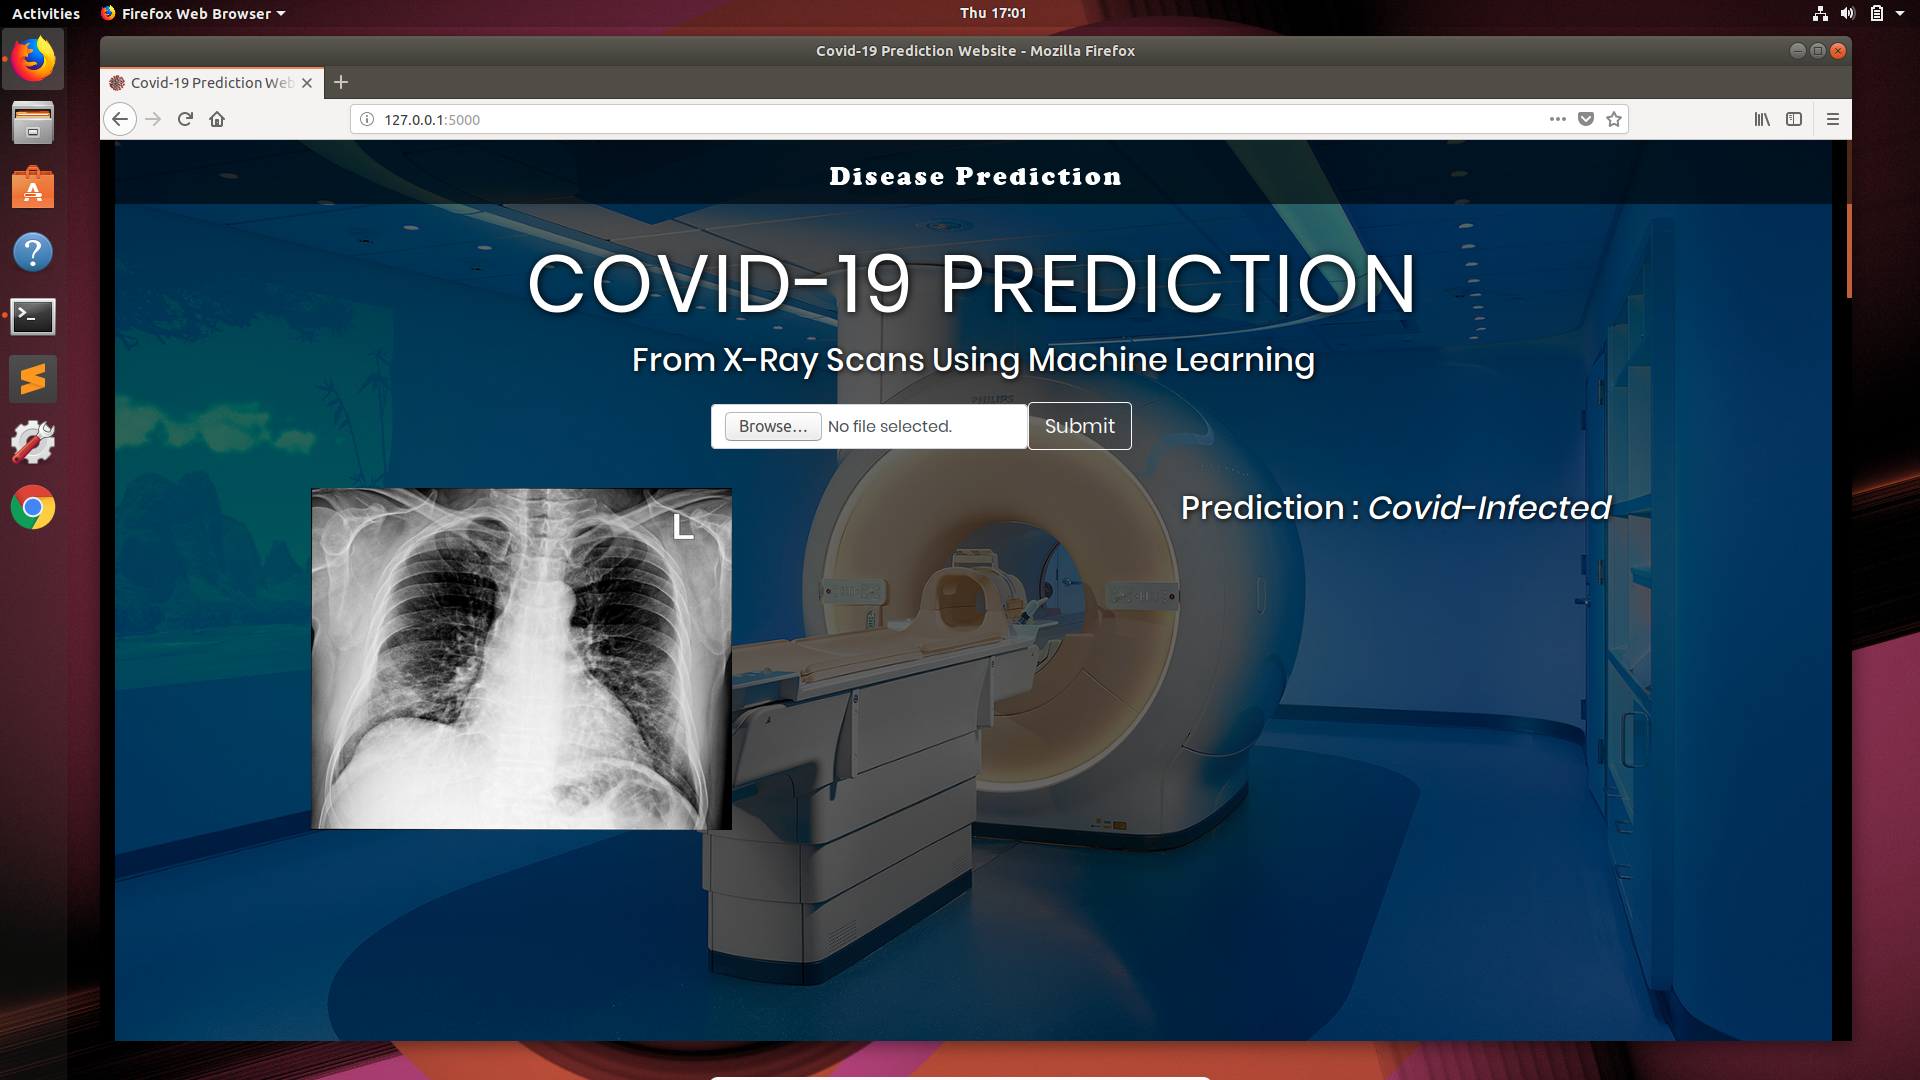 Activities
Firefox Web Browser
Thu 17:01
Covid-19 Prediction Website - Mozilla Firefox
Covid-19 Prediction Web
127.0.0.1:5000
Disease Prediction
COVID-19 PREDICTION
From X-Ray Scans Using Machine Learning
PHILIPS
Browse...
No file selected.
Submit
L
Prediction : Covid-Infected